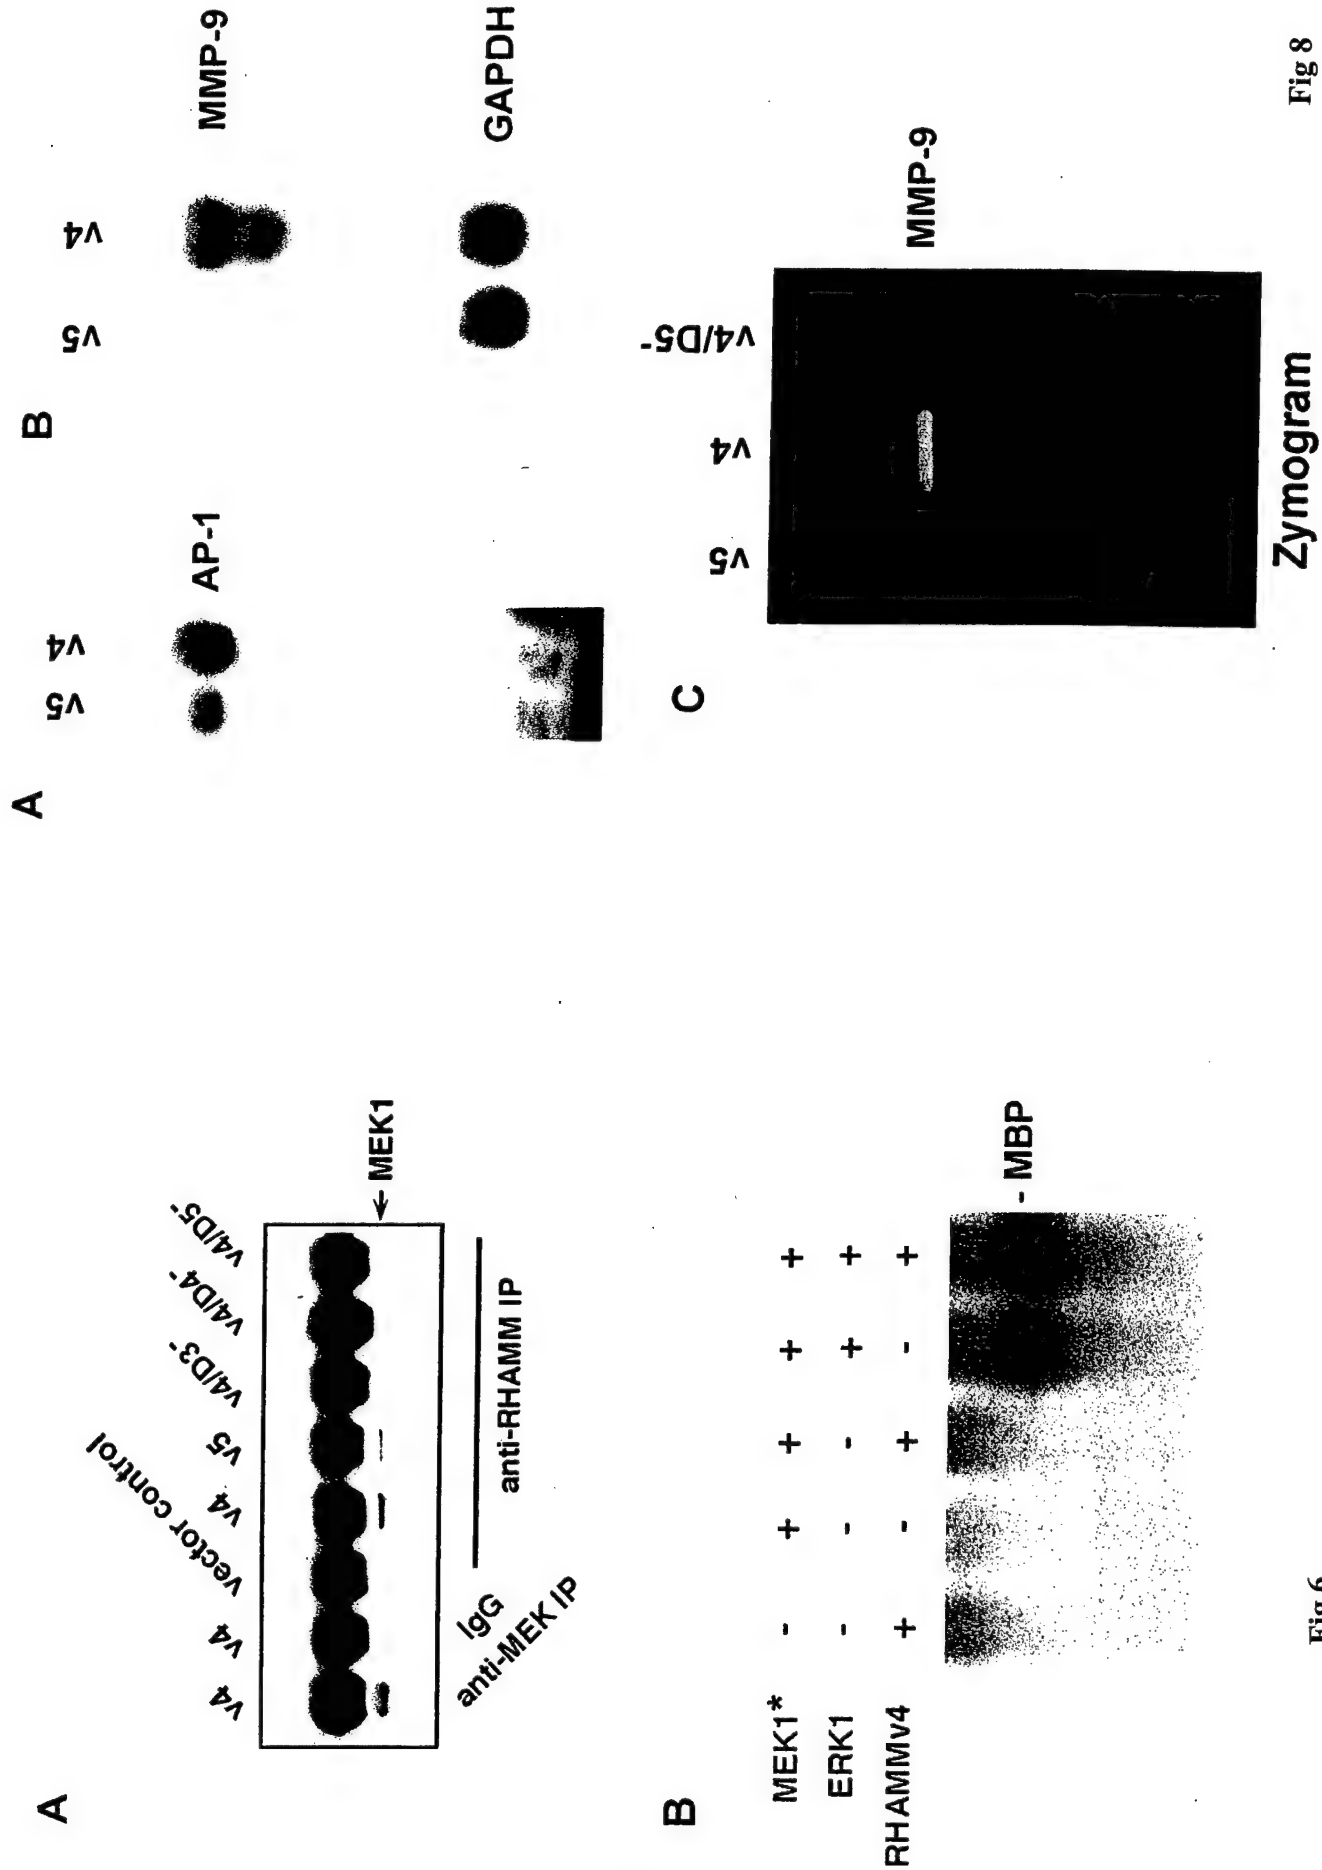 A
v4
v4
vector control
v4
v5
v4/D3-
v4/D4-
v4/D5-
MEK1
IgG
anti-MEK IP
anti-RHAMM IP
B
MEK1* - + + + +
ERK1 - - - + +
RHAMMv4 + - + - +
- MBP
Fig 6
A
v5 v4
AP-1
B
v5 v4
MMP-9
GAPDH
C
v5 v4 v4/D5-
MMP-9
Zymogram
Fig 8